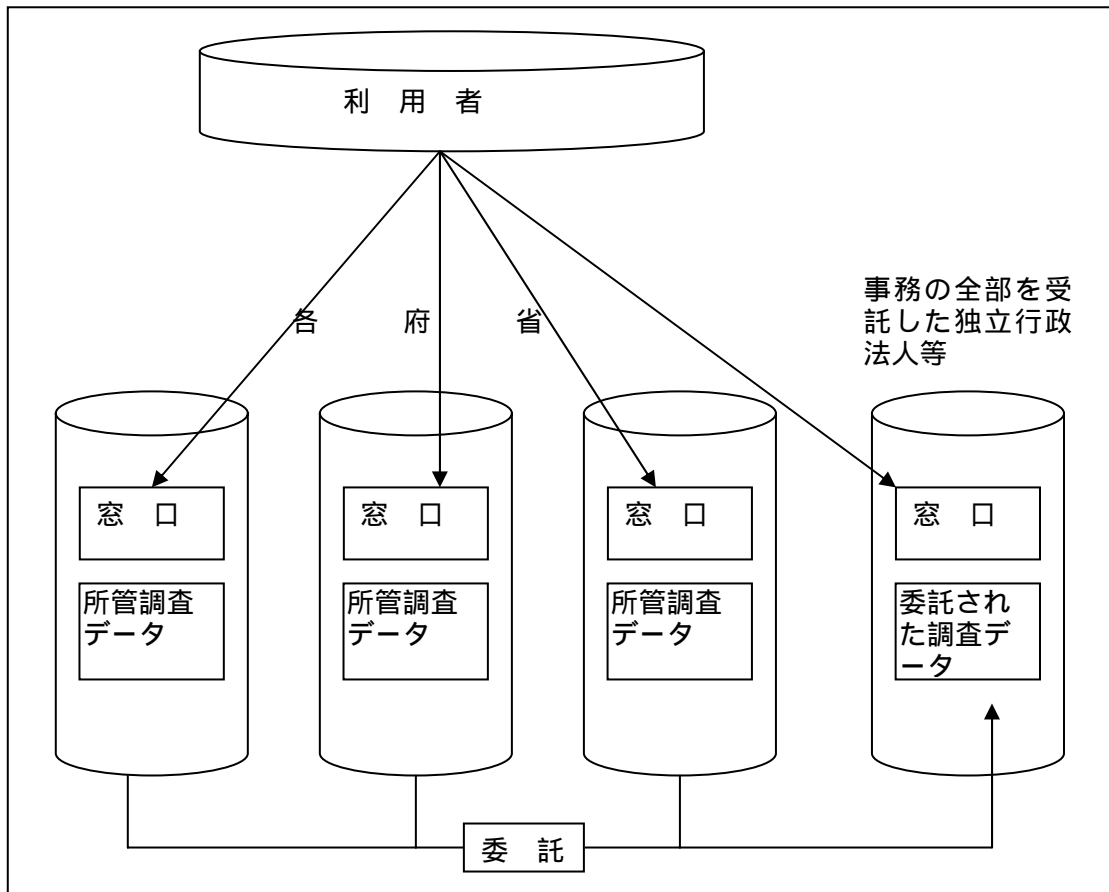 利　用　者
事務の全部を受
託した独立行政
法人等
各　府　省
窓　口
所管調査
データ
窓　口
所管調査
データ
窓　口
所管調査
データ
窓　口
委託され
た調査デ
ータ
委　託